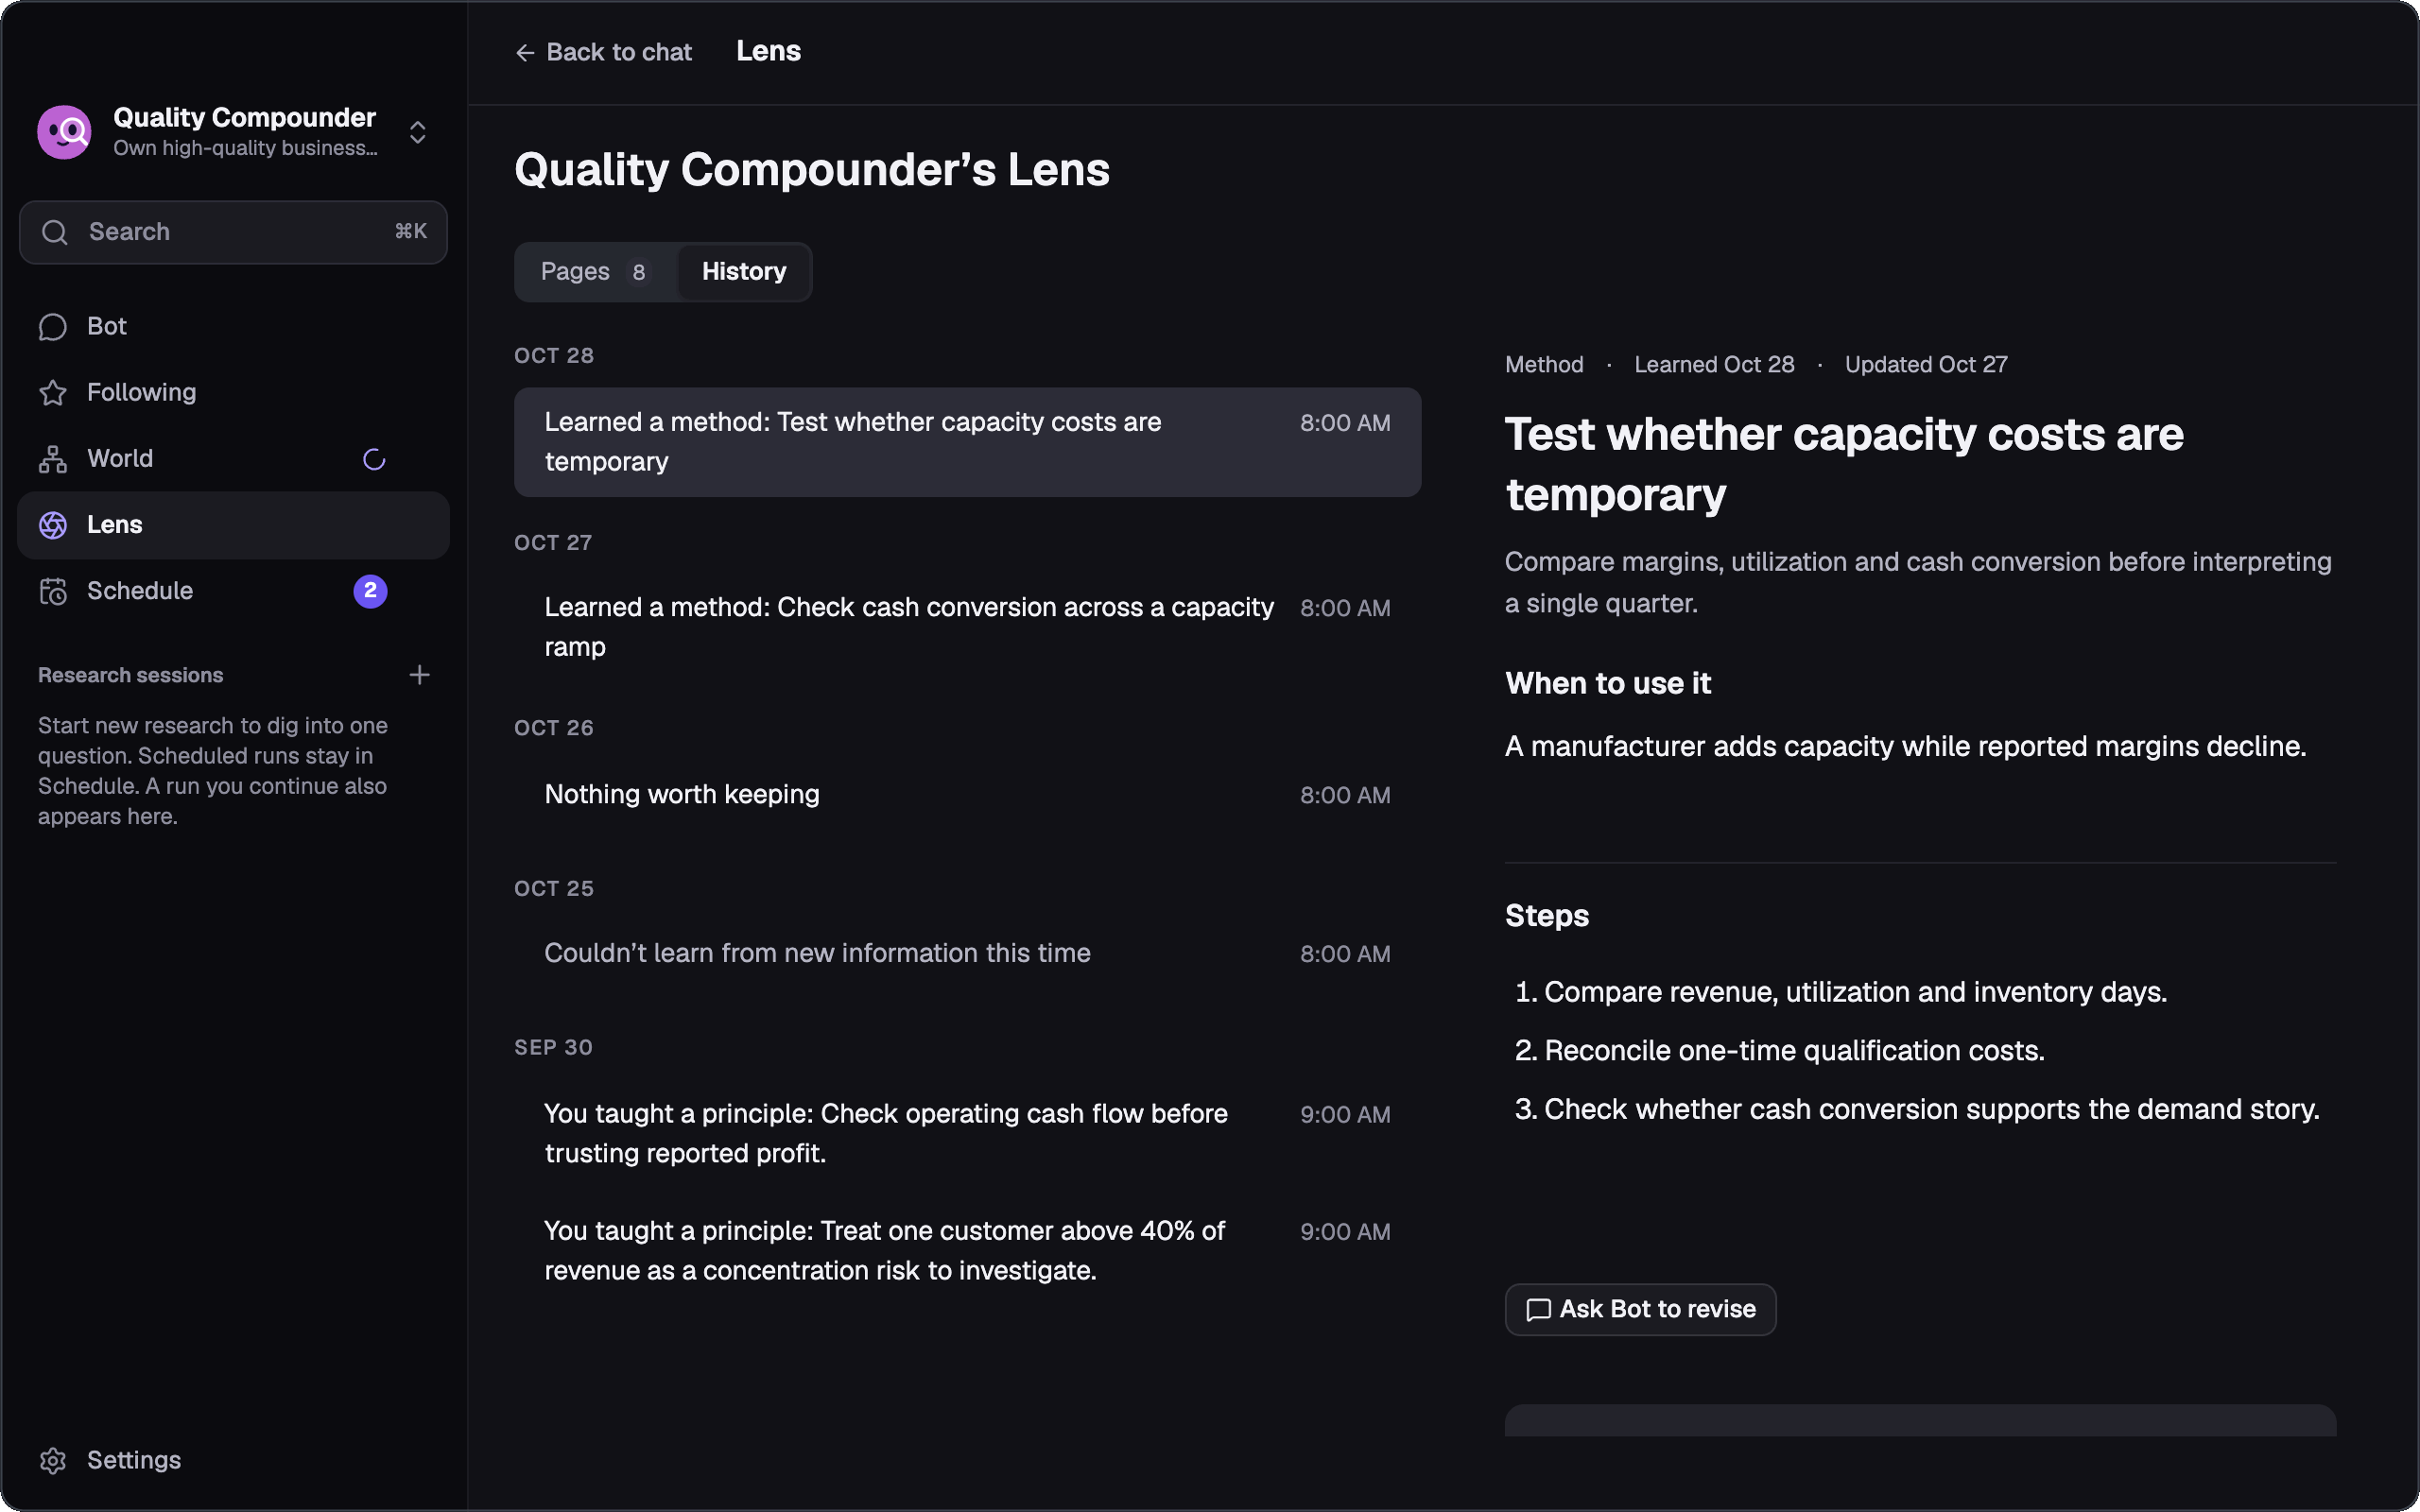 Quality Compounder
Own high-quality business...
Search
⌘K
Bot
Following
World
Lens
Schedule
2
Research sessions
Start new research to dig into one
question. Scheduled runs stay in
Schedule. A run you continue also
appears here.
Settings
Back to chat
Lens
Quality Compounder’s Lens
Pages 8
History
OCT 28
Learned a method: Test whether capacity costs are
temporary
8:00 AM
OCT 27
Learned a method: Check cash conversion across a capacity
ramp
8:00 AM
OCT 26
Nothing worth keeping
8:00 AM
OCT 25
Couldn’t learn from new information this time
8:00 AM
SEP 30
You taught a principle: Check operating cash flow before
trusting reported profit.
9:00 AM
You taught a principle: Treat one customer above 40% of
revenue as a concentration risk to investigate.
9:00 AM
Method · Learned Oct 28 · Updated Oct 27
Test whether capacity costs are
temporary
Compare margins, utilization and cash conversion before interpreting
a single quarter.
When to use it
A manufacturer adds capacity while reported margins decline.
Steps
1. Compare revenue, utilization and inventory days.
2. Reconcile one-time qualification costs.
3. Check whether cash conversion supports the demand story.
Ask Bot to revise